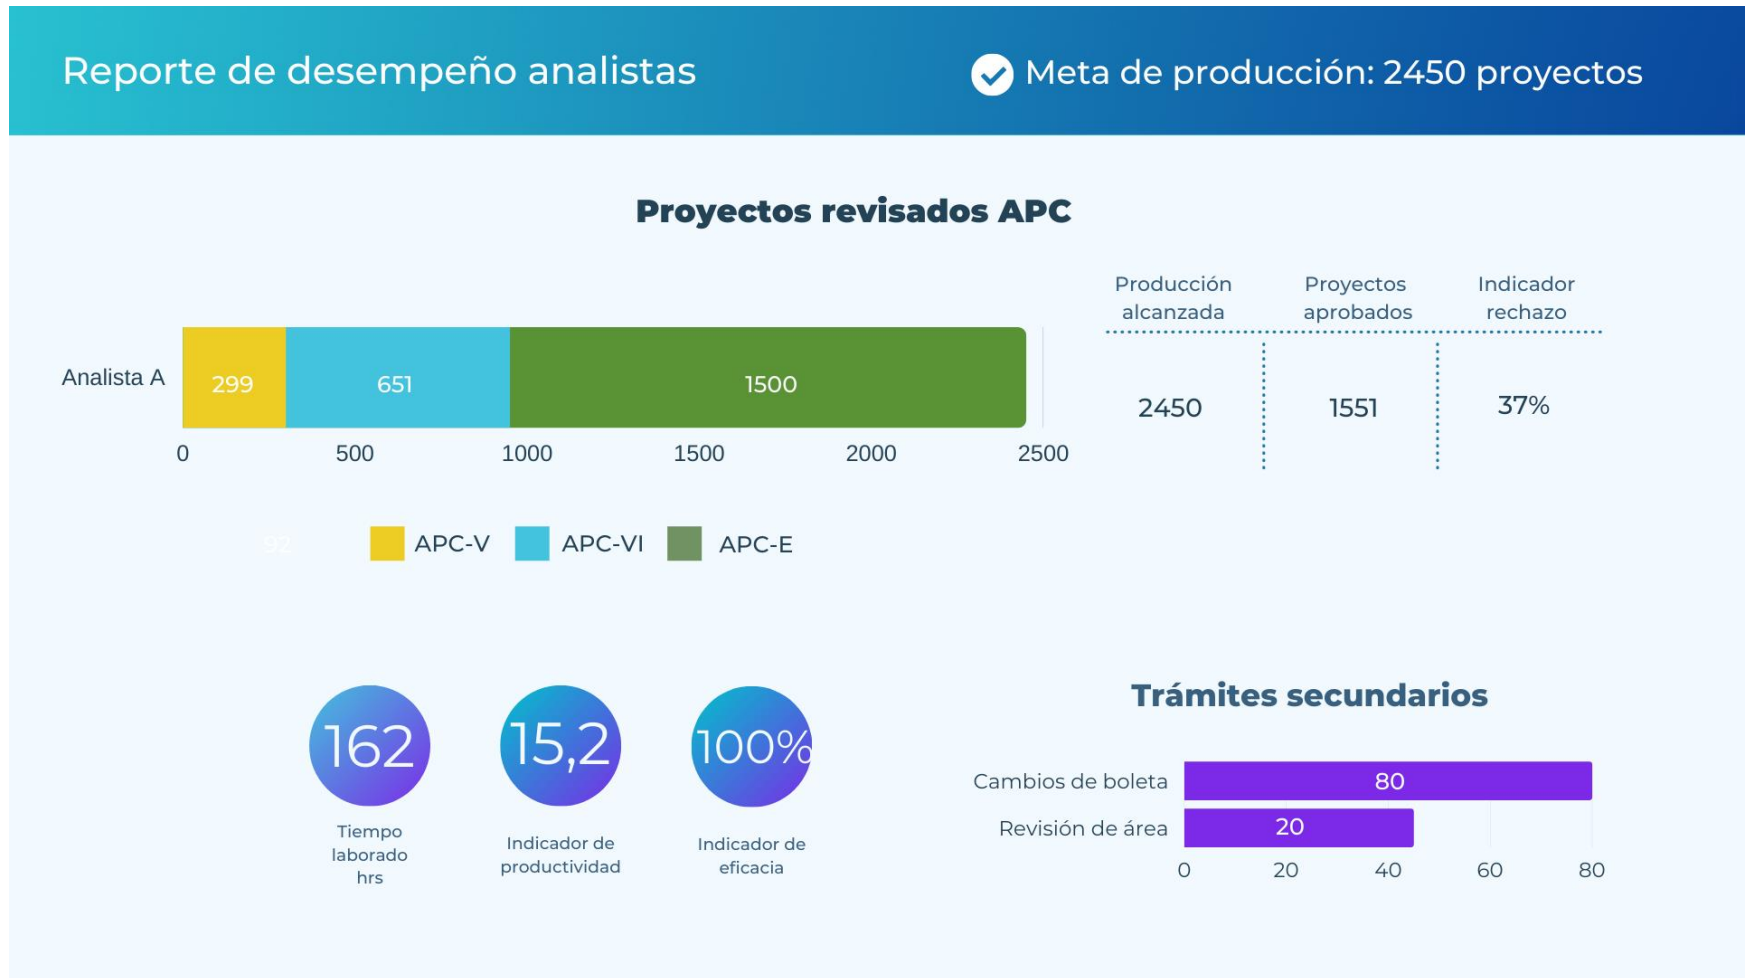 Reporte de desempeño analistas
Meta de producción: 2450 proyectos
Proyectos revisados APC
Producción
alcanzada
Proyectos
aprobados
Indicador
rechazo
Analista A
299
651
1500
2450
1551
37%
0
500
1000
1500
2000
2500
92
APC-V
APC-VI
APC-E
162
15,2
100%
Tiempo
laborado
hrs
Indicador de
productividad
Indicador de
eficacia
Trámites secundarios
Cambios de boleta
80
Revisión de área
20
0
20
40
60
80